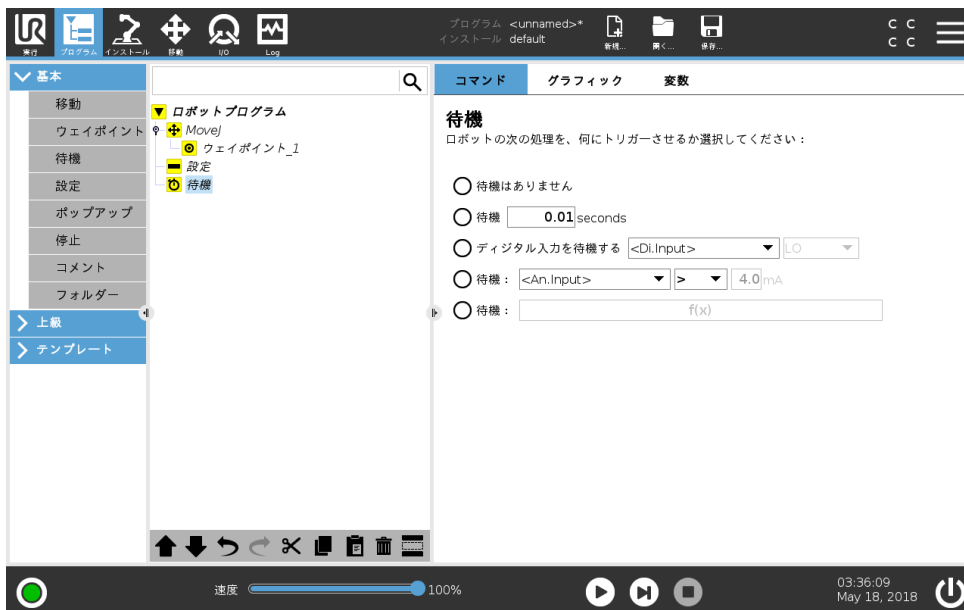 プログラム <unnamed>*
インストール default
実行 プログラム インストール 移動 I/O Log 新規... 開く... 保存...
C C
C C
基本
移動
ウェイポイント
待機
設定
ポップアップ
停止
コメント
フォルダー
上級
テンプレート
ロボットプログラム
MoveJ
ウェイポイント_1
設定
待機
コマンド グラフィック 変数
待機
ロボットの次の処理を、何にトリガーさせるか選択してください：
待機はありません
待機 0.01 seconds
ディジタル入力を待機する <Di.Input> LO
待機： <An.Input> > 4.0 mA
待機： f(x)
速度 100%
03:36:09
May 18, 2018